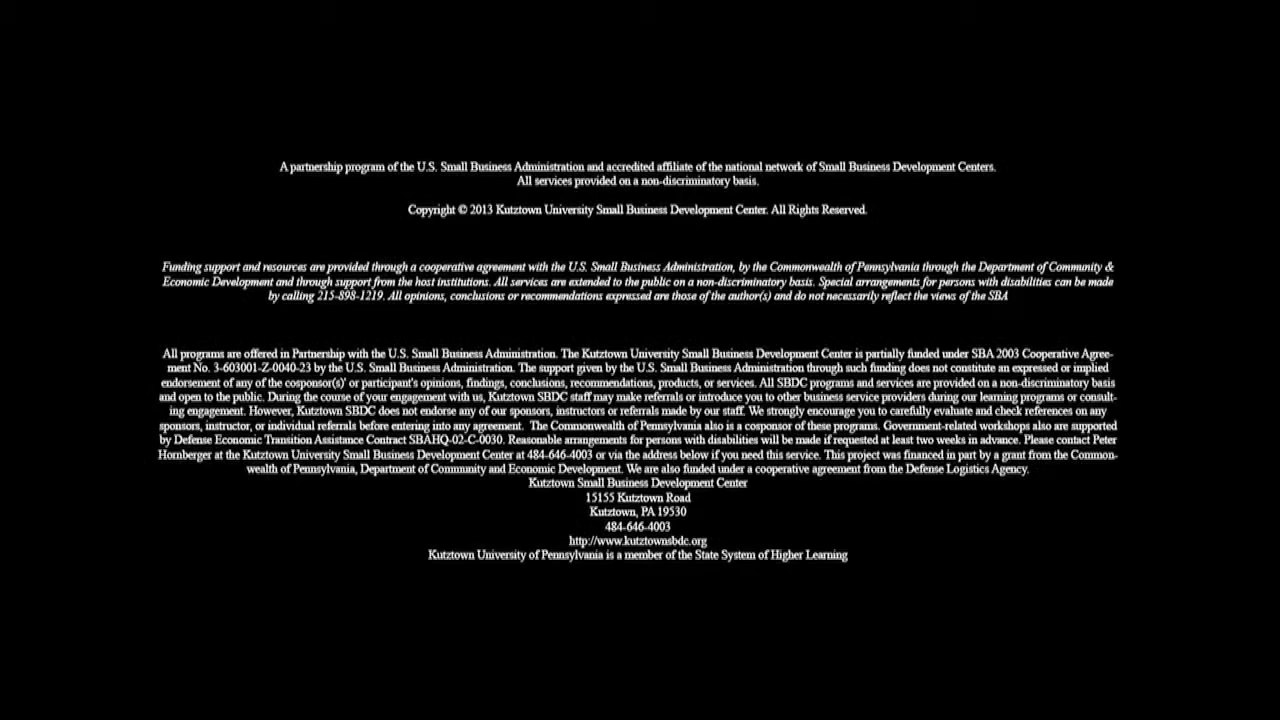 A partnership program of the U.S. Small Business Administration and accredited affiliate of the national network of Small Business Development Centers.
All services provided on a non-discriminatory basis.
Copyright © 2013 Kutztown University Small Business Development Center. All Rights Reserved.
Funding support and resources are provided through a cooperative agreement with the U.S. Small Business Administration, by the Commonwealth of Pennsylvania through the Department of Community &
Economic Development and through support from the host institutions. All services are extended to the public on a non-discriminatory basis. Special arrangements for persons with disabilities can be made
by calling 215-898-1219. All opinions, conclusions or recommendations expressed are those of the author(s) and do not necessarily reflect the views of the SBA
All programs are offered in Partnership with the U.S. Small Business Administration. The Kutztown University Small Business Development Center is partially funded under SBA 2003 Cooperative Agree-
ment No. 3-603001-Z-0040-23 by the U.S. Small Business Administration. The support given by the U.S. Small Business Administration through such funding does not constitute an expressed or implied
endorsement of any of the cosponsor(s)' or participant's opinions, findings, conclusions, recommendations, products, or services. All SBDC programs and services are provided on a non-discriminatory basis
and open to the public. During the course of your engagement with us, Kutztown SBDC staff may make referrals or introduce you to other business service providers during our learning programs or consult-
ing engagement. However, Kutztown SBDC does not endorse any of our sponsors, instructors or referrals made by our staff. We strongly encourage you to carefully evaluate and check references on any
sponsors, instructor, or individual referrals before entering into any agreement. The Commonwealth of Pennsylvania also is a cosponsor of these programs. Government-related workshops also are supported
by Defense Economic Transition Assistance Contract SBAHQ-02-C-0030. Reasonable arrangements for persons with disabilities will be made if requested at least two weeks in advance. Please contact Peter
Hornberger at the Kutztown University Small Business Development Center at 484-646-4003 or via the address below if you need this service. This project was financed in part by a grant from the Common-
wealth of Pennsylvania, Department of Community and Economic Development. We are also funded under a cooperative agreement from the Defense Logistics Agency.
Kutztown Small Business Development Center
15155 Kutztown Road
Kutztown, PA 19530
484-646-4003
http://www.kutztownsbdc.org
Kutztown University of Pennsylvania is a member of the State System of Higher Learning